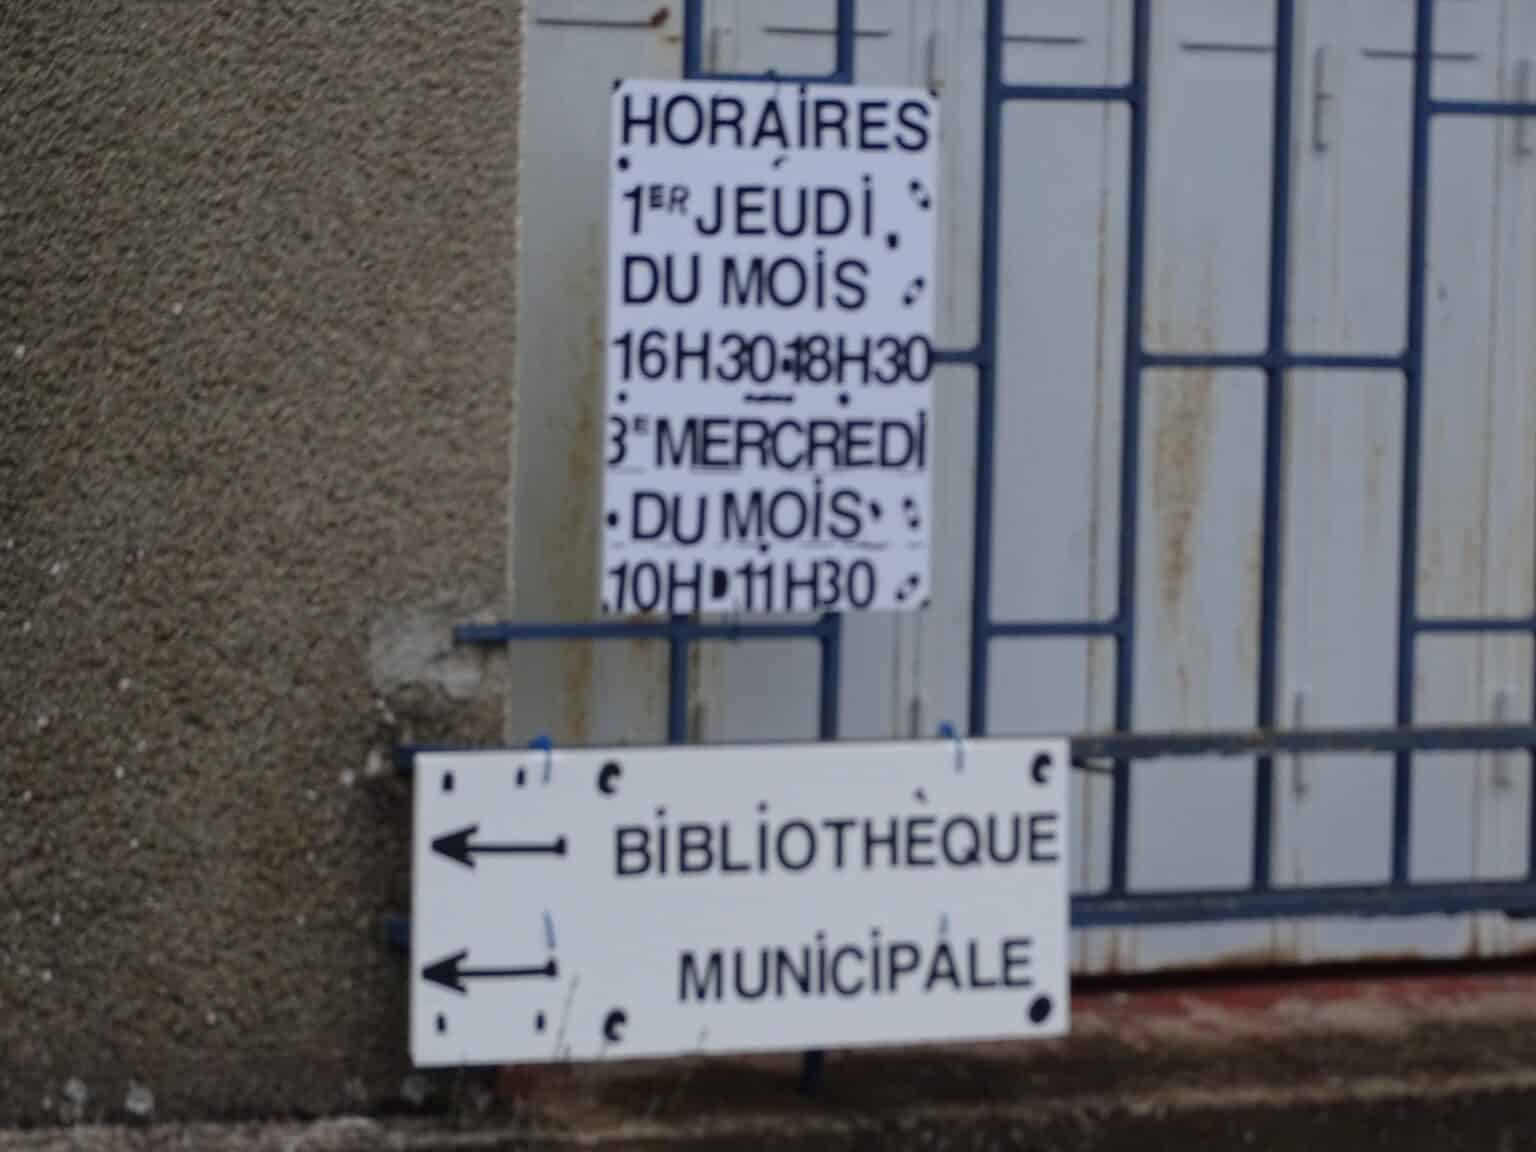 HORAIRES
1ER JEUDI
DU MOIS
16H30-18H30
3E MERCREDI
DU MOIS
10H-11H30
BIBLIOTHÈQUE
MUNICIPALE